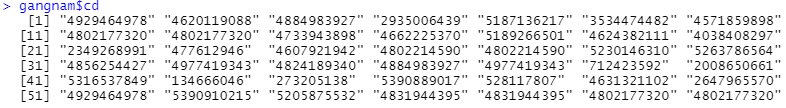 > gangnam$cd
[1] "4929464978" "4620119088" "4884983927" "2935006439" "5187136217" "3534474482" "4571859898"
[11] "4802177320" "4802177320" "4733943898" "4662225370" "5189266501" "4624382111" "4038408297"
[21] "2349268991" "477612946" "4607921942" "4802214590" "4802214590" "5230146310" "5263786564"
[31] "4856254427" "4977419343" "4824189340" "4884983927" "4977419343" "712423592" "2008650661"
[41] "5316537849" "134666046" "273205138" "5390889017" "528117807" "4631321102" "2647965570"
[51] "4929464978" "5390910215" "5205875532" "4831944395" "4831944395" "4802177320" "4802177320"